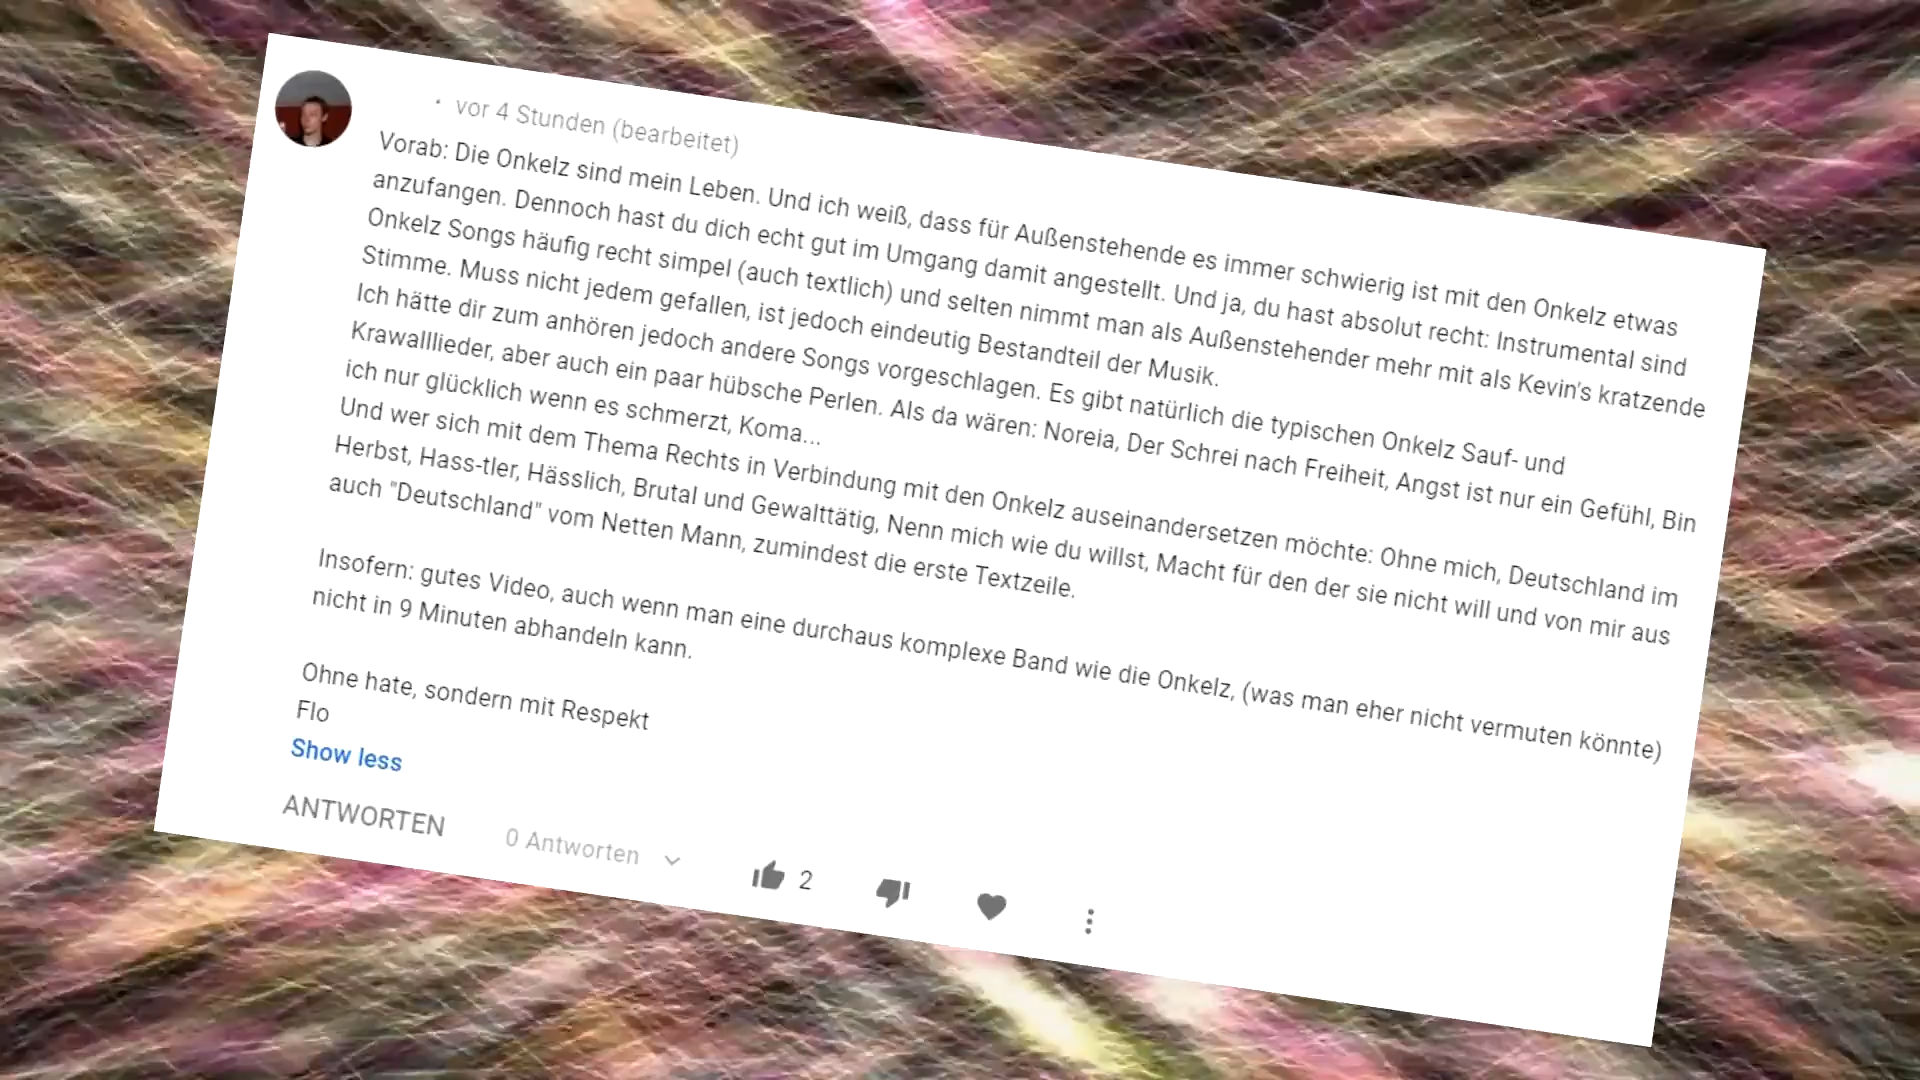 · vor 4 Stunden (bearbeitet)
Vorab: Die Onkelz sind mein Leben. Und ich weiß, dass für Außenstehende es immer schwierig ist mit den Onkelz etwas
anzufangen. Dennoch hast du dich echt gut im Umgang damit angestellt. Und ja, du hast absolut recht: Instrumental sind
Onkelz Songs häufig recht simpel (auch textlich) und selten nimmt man als Außenstehender mehr mit als Kevin's kratzende
Stimme. Muss nicht jedem gefallen, ist jedoch eindeutig Bestandteil der Musik.
Ich hätte dir zum anhören jedoch andere Songs vorgeschlagen. Es gibt natürlich die typischen Onkelz Sauf- und
Krawalllieder, aber auch ein paar hübsche Perlen. Als da wären: Noreia, Der Schrei nach Freiheit, Angst ist nur ein Gefühl, Bin
ich nur glücklich wenn es schmerzt, Koma...
Und wer sich mit dem Thema Rechts in Verbindung mit den Onkelz auseinandersetzen möchte: Ohne mich, Deutschland im
Herbst, Hass-tler, Hässlich, Brutal und Gewalttätig, Nenn mich wie du willst, Macht für den der sie nicht will und von mir aus
auch "Deutschland" vom Netten Mann, zumindest die erste Textzeile.
Insofern: gutes Video, auch wenn man eine durchaus komplexe Band wie die Onkelz, (was man eher nicht vermuten könnte)
nicht in 9 Minuten abhandeln kann.
Ohne hate, sondern mit Respekt
Flo
Show less
ANTWORTEN 0 Antworten 2